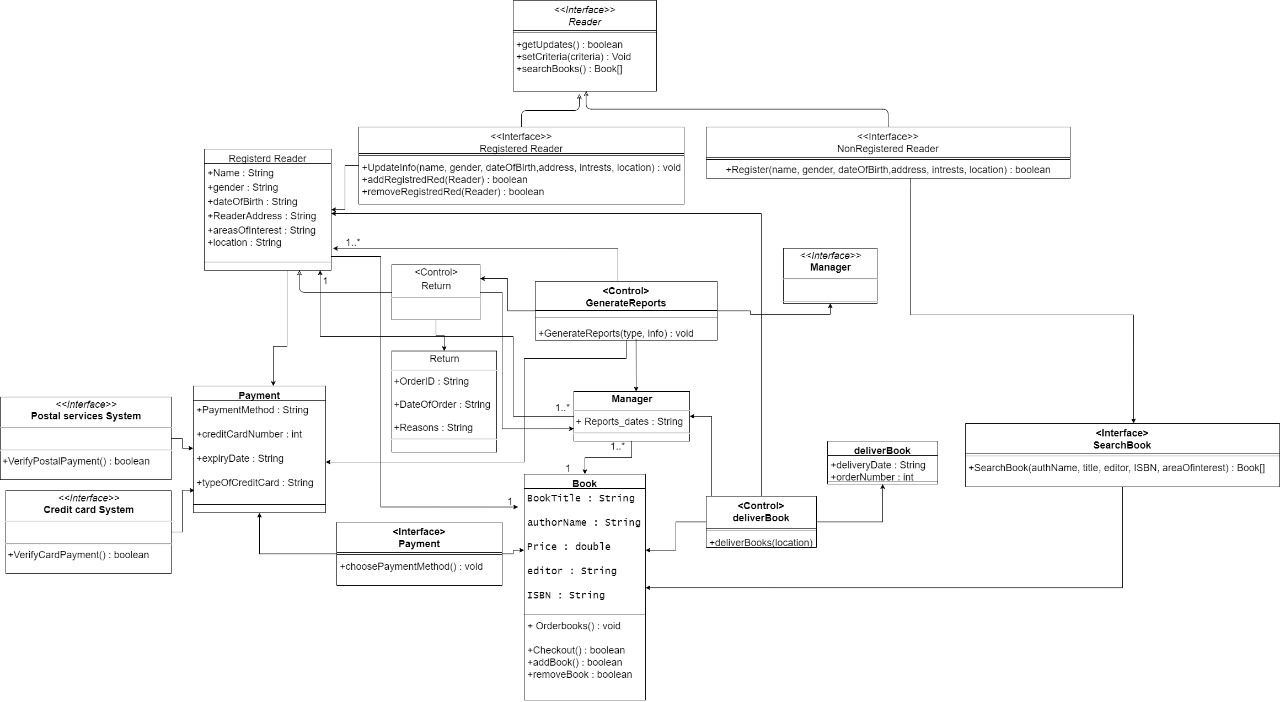 <<Interface>>
Reader
+getUpdates() : boolean
+setCriteria(criteria) : Void
+searchBooks() : Book[]
<<Interface>>
Registered Reader
+UpdateInfo(name, gender, dateOfBirth,address, intrests, location) : void
+addRegistredRed(Reader) : boolean
+removeRegistredRed(Reader) : boolean
<<Interface>>
NonRegistered Reader
+Register(name, gender, dateOfBirth,address, intrests, location) : boolean
Registerd Reader
+Name : String
+gender : String
+dateOfBirth : String
+ReaderAddress : String
+areasOfInterest : String
+location : String
1..*
1
<Control>
Return
<Control>
GenerateReports
+GenerateReports(type, info) : void
<<Interface>>
Manager
Return
+OrderID : String
+DateOfOrder : String
+Reasons : String
Manager
+ Reports_dates : String
1..*
1..*
1
1
Payment
+PaymentMethod : String
+creditCardNumber : int
+expiryDate : String
+typeOfCreditCard : String
<<Interface>>
Postal services System
+VerifyPostalPayment() : boolean
<<Interface>>
Credit card System
+VerifyCardPayment() : boolean
<Interface>
Payment
+choosePaymentMethod() : void
Book
BookTitle : String
authorName : String
Price : double
editor : String
ISBN : String
+ Orderbooks() : void
+Checkout() : boolean
+addBook() : boolean
+removeBook : boolean
<Control>
deliverBook
+deliverBooks(location)
deliverBook
+deliveryDate : String
+orderNumber : int
<Interface>
SearchBook
+SearchBook(authName, title, editor, ISBN, areaOfinterest) : Book[]